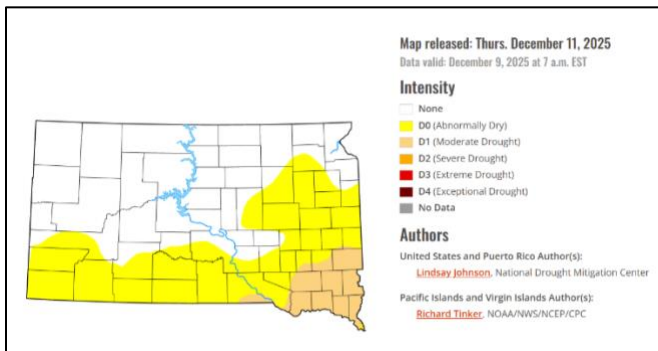 Map released: Thurs. December 11, 2025
Data valid: December 9, 2025 at 7 a.m. EST
Intensity
None
D0 (Abnormally Dry)
D1 (Moderate Drought)
D2 (Severe Drought)
D3 (Extreme Drought)
D4 (Exceptional Drought)
No Data
Authors
United States and Puerto Rico Author(s):
Lindsay Johnson, National Drought Mitigation Center
Pacific Islands and Virgin Islands Author(s):
Richard Tinker, NOAA/NWS/NCEP/CPC